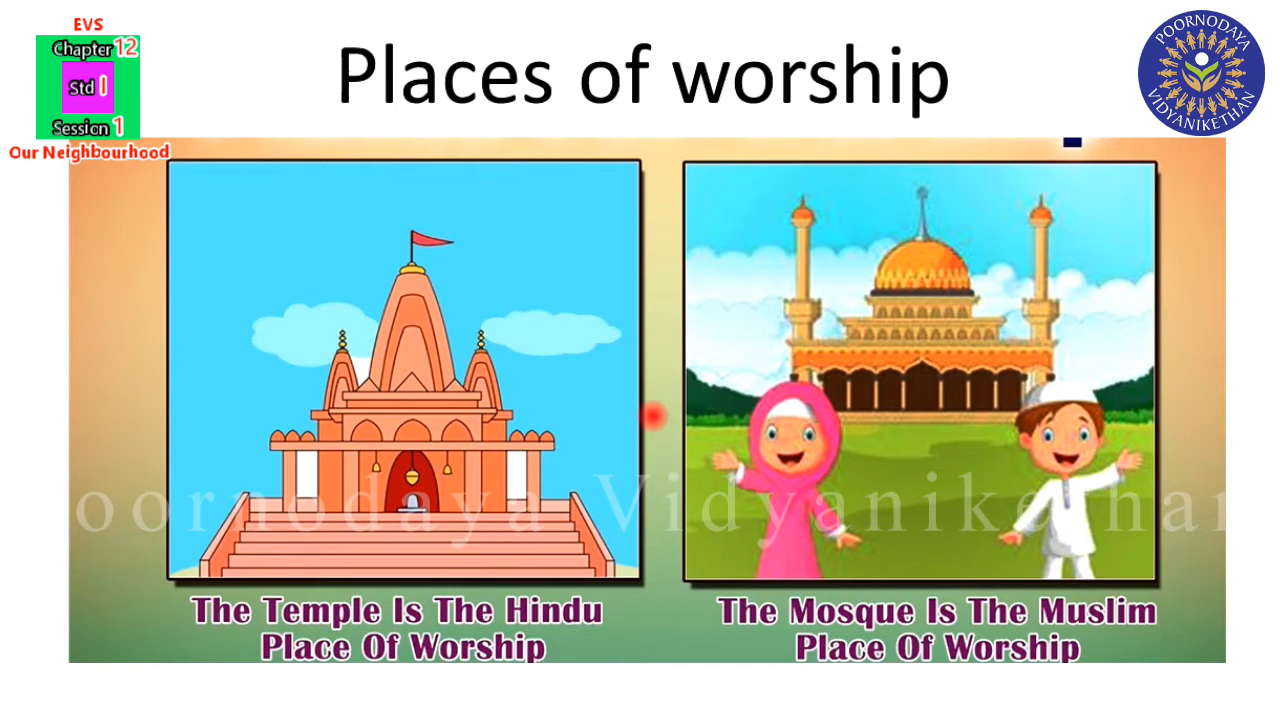 EVS
Chapter 12
Std I
Session 1
Our Neighbourhood
Places of worship
POORNODAYA
VIDYANIKETHAN
oornodaya Vidyanikethan
The Temple Is The Hindu
Place Of Worship
The Mosque Is The Muslim
Place Of Worship